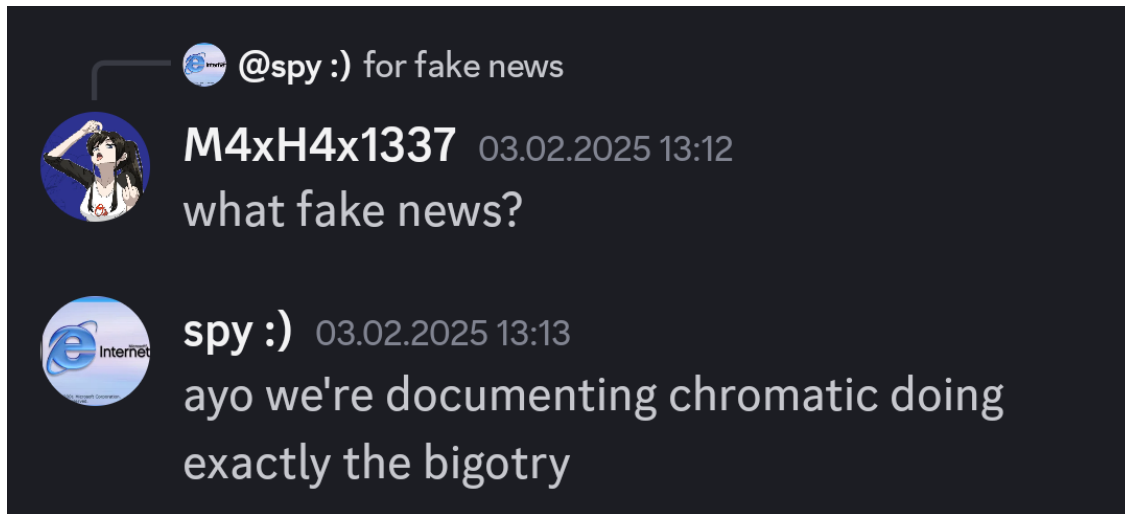 @spy :) for fake news
M4xH4x1337 03.02.2025 13:12
what fake news?
Internet
spy :) 03.02.2025 13:13
ayo we're documenting chromatic doing
exactly the bigotry